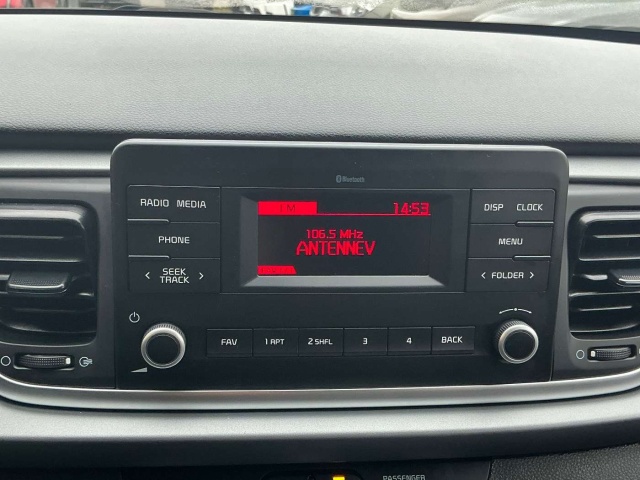 Bluetooth
RADIO MEDIA
FM 14:53
DISP CLOCK
PHONE
106.5 MHz
ANTENNEV
MENU
< SEEK TRACK >
< FOLDER >
FAV 1 RPT 2 SHFL 3 4 BACK
PASSENGER